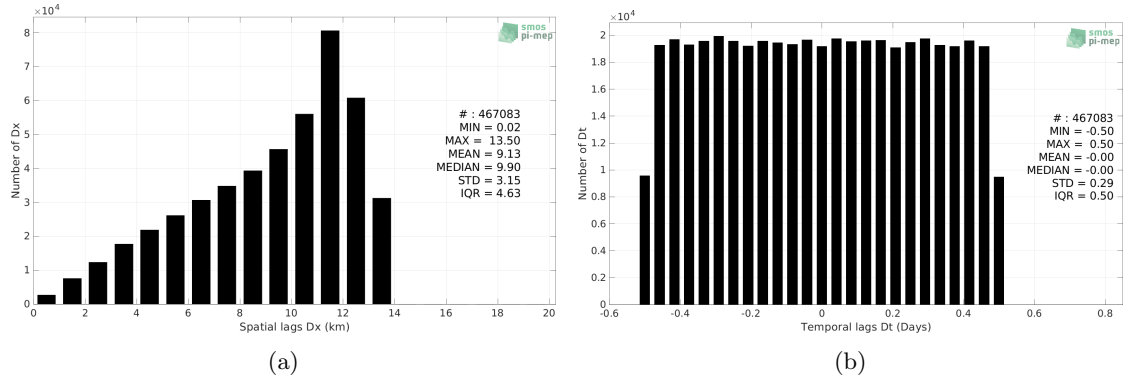 ×10⁴
8
7
6
5
4
3
2
1
0
Number of Dx
0 2 4 6 8 10 12 14 16 18 20
Spatial lags Dx (km)
smos
pi-mep
# : 467083
MIN = 0.02
MAX = 13.50
MEAN = 9.13
MEDIAN = 9.90
STD = 3.15
IQR = 4.63
(a)
×10⁴
2
1.8
1.6
1.4
1.2
1
0.8
0.6
0.4
0.2
0
Number of Dt
-0.6 -0.4 -0.2 0 0.2 0.4 0.6 0.8
Temporal lags Dt (Days)
smos
pi-mep
# : 467083
MIN = -0.50
MAX = 0.50
MEAN = -0.00
MEDIAN = -0.00
STD = 0.29
IQR = 0.50
(b)